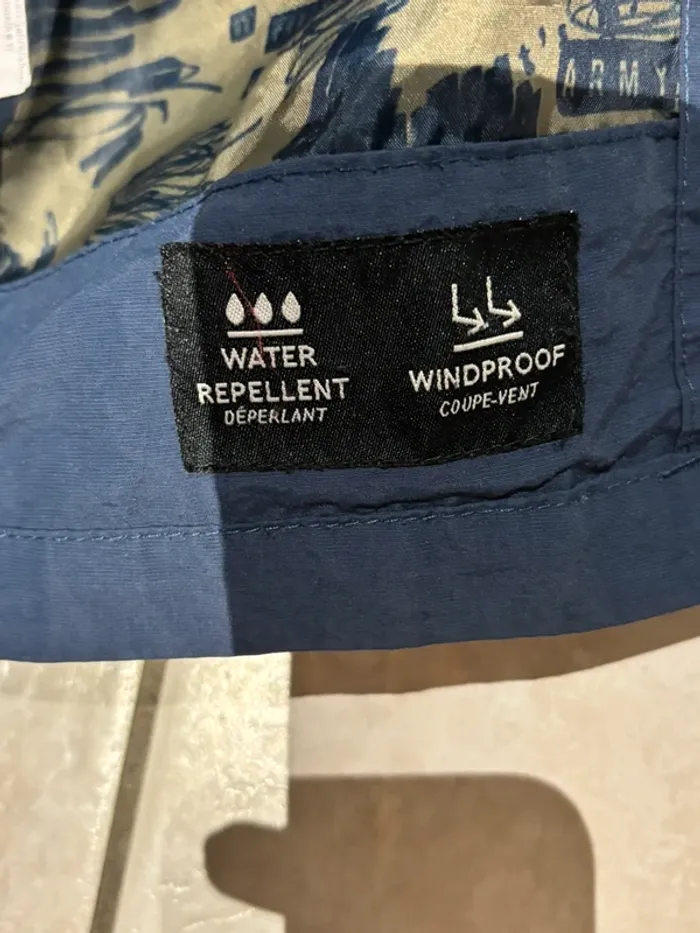 ARMY
WATER
REPELLENT
DÉPERLANT
WINDPROOF
COUPE-VENT